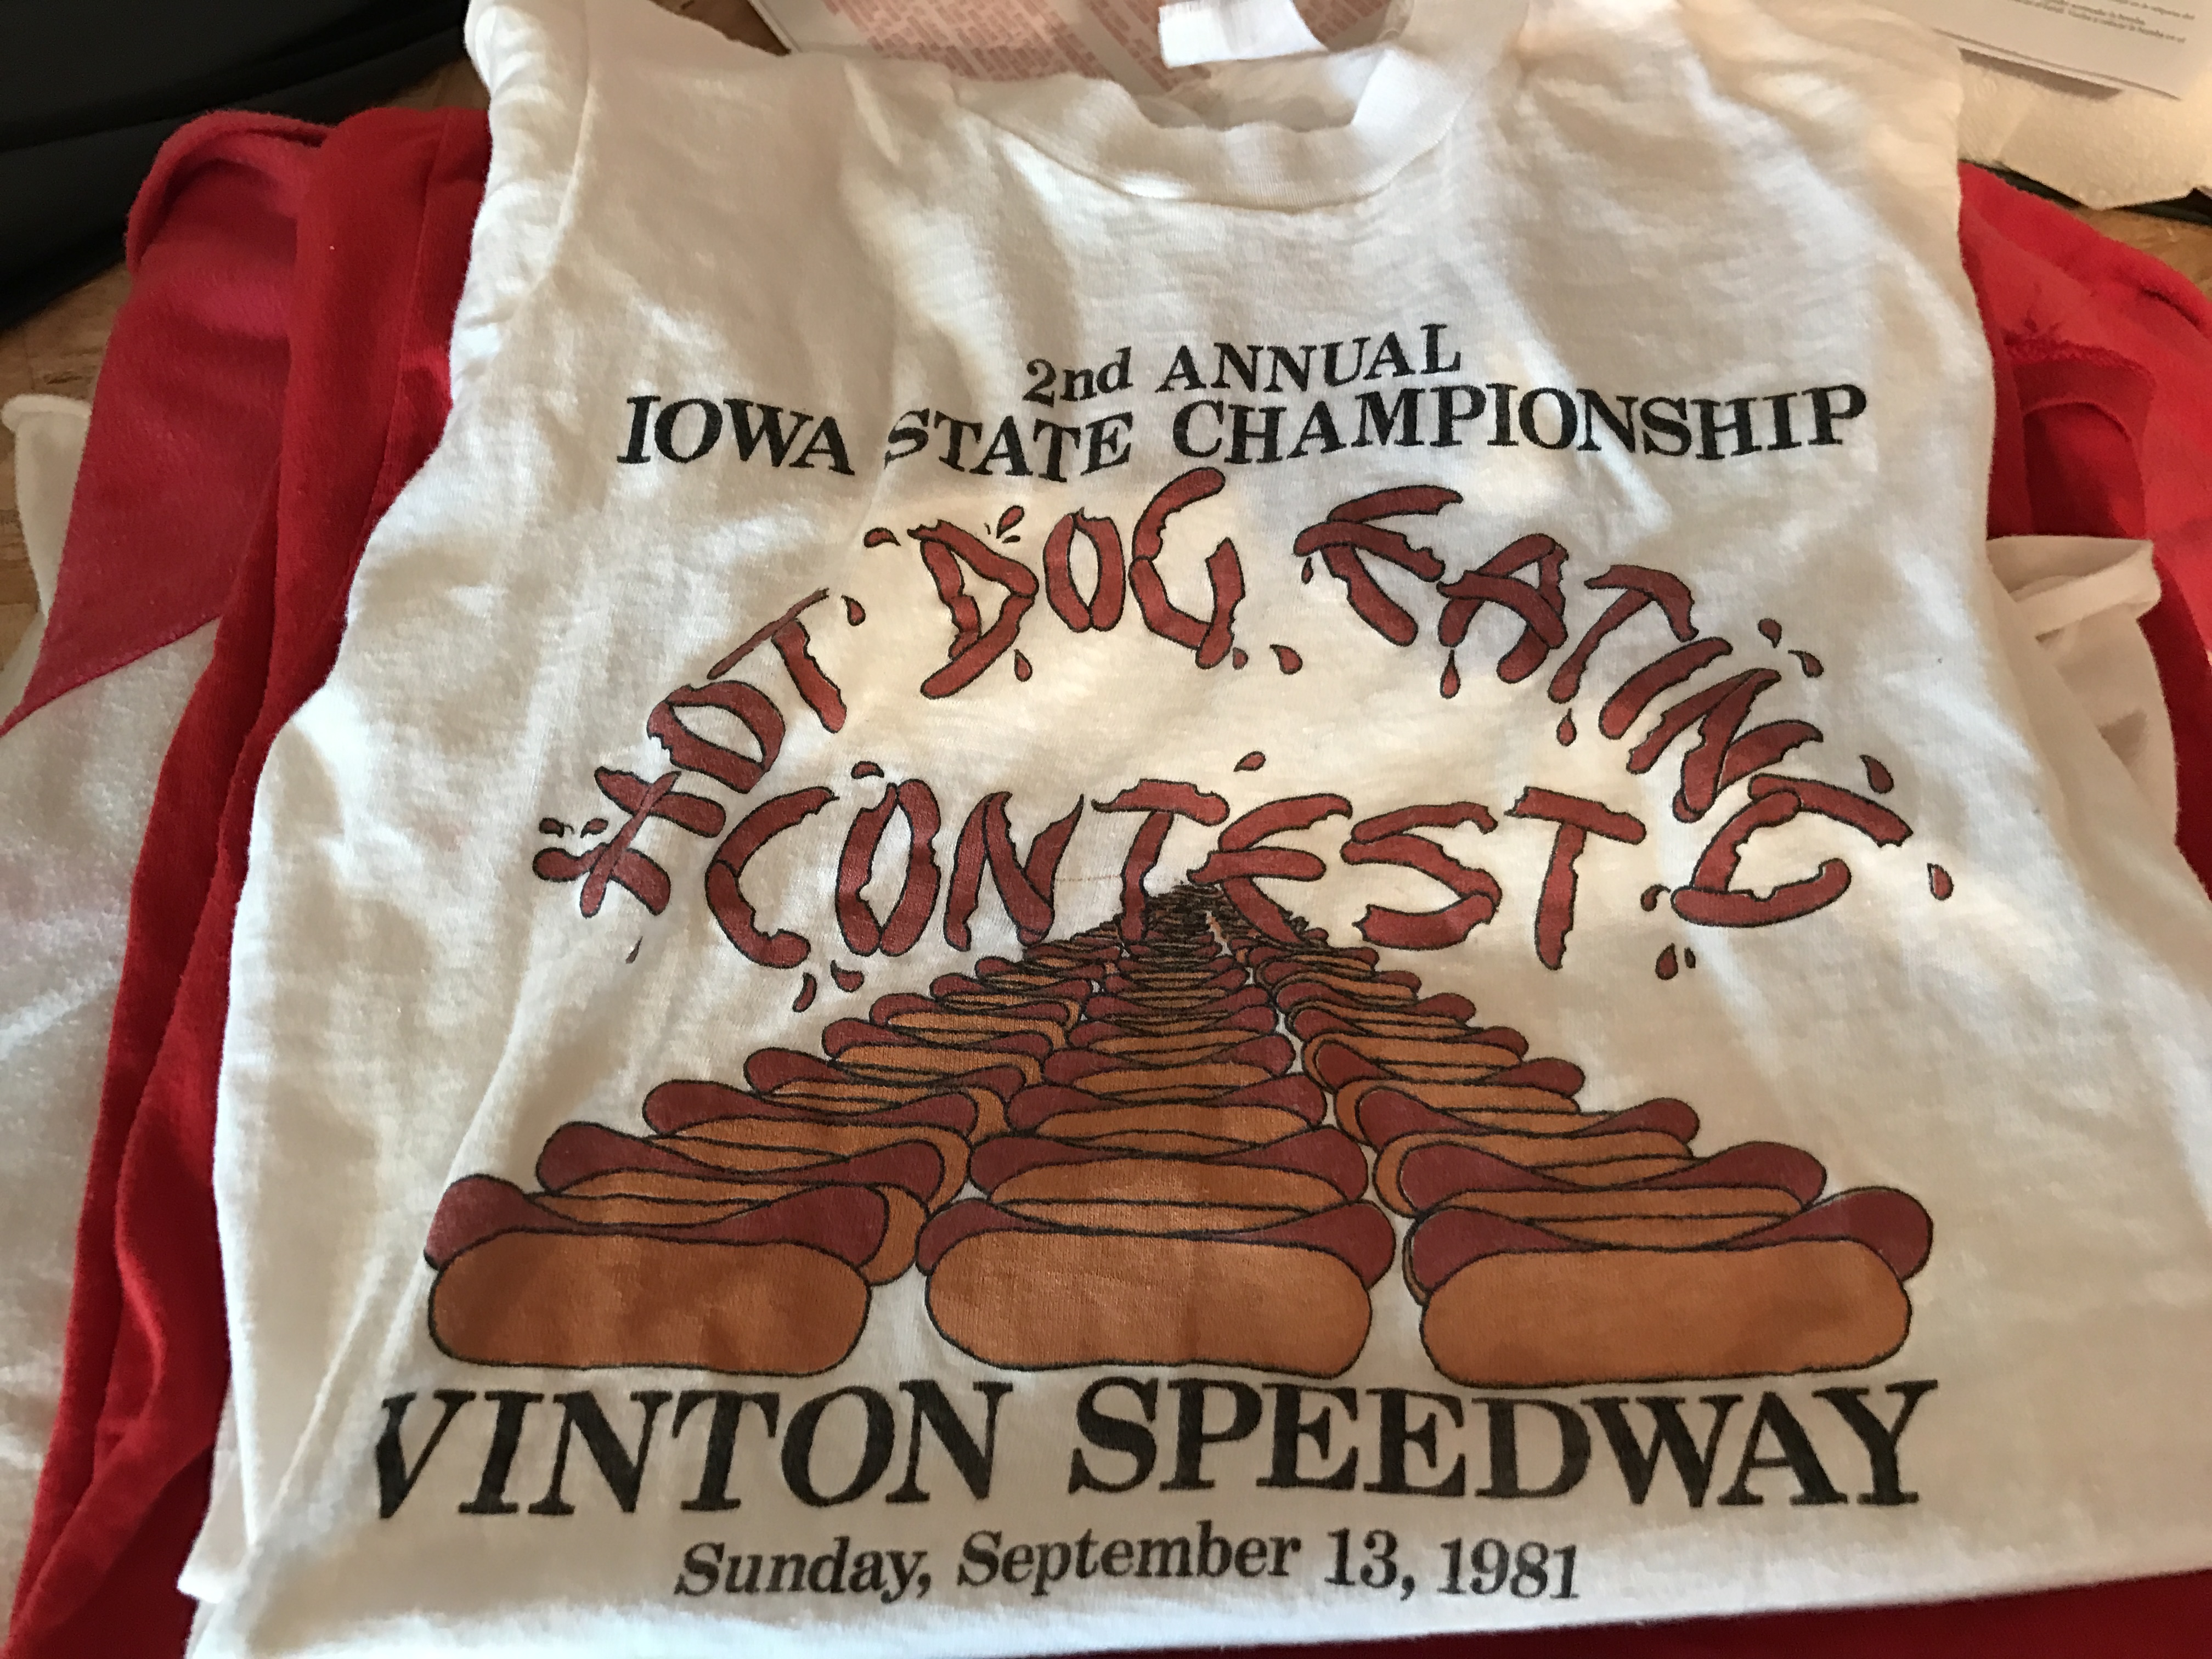 2nd ANNUAL
IOWA STATE CHAMPIONSHIP
HOT DOG EATING
CONTEST
VINTON SPEEDWAY
Sunday, September 13, 1981